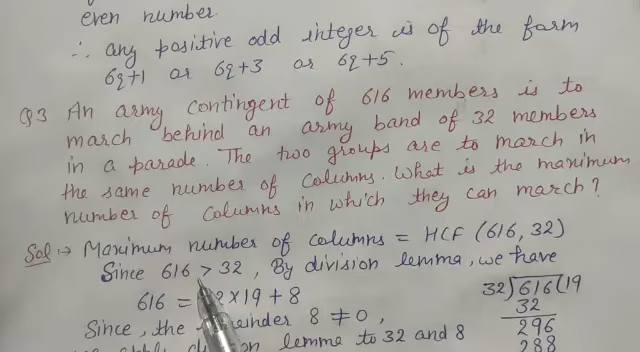 even number.
∴ any positive odd integer is of the form
6q+1 or 6q+3 or 6q+5.
Q3 An army contingent of 616 members is to
march behind an army band of 32 members
in a parade. The two groups are to march in
the same number of columns. What is the maximum
number of columns in which they can march?
Sol :→ Maximum number of columns = HCF (616, 32)
Since 616 > 32, By division lemma, we have
616 = 2×19 + 8
32)616(19
32
296
288
Since, the remainder 8 ≠ 0,
lemma to 32 and 8